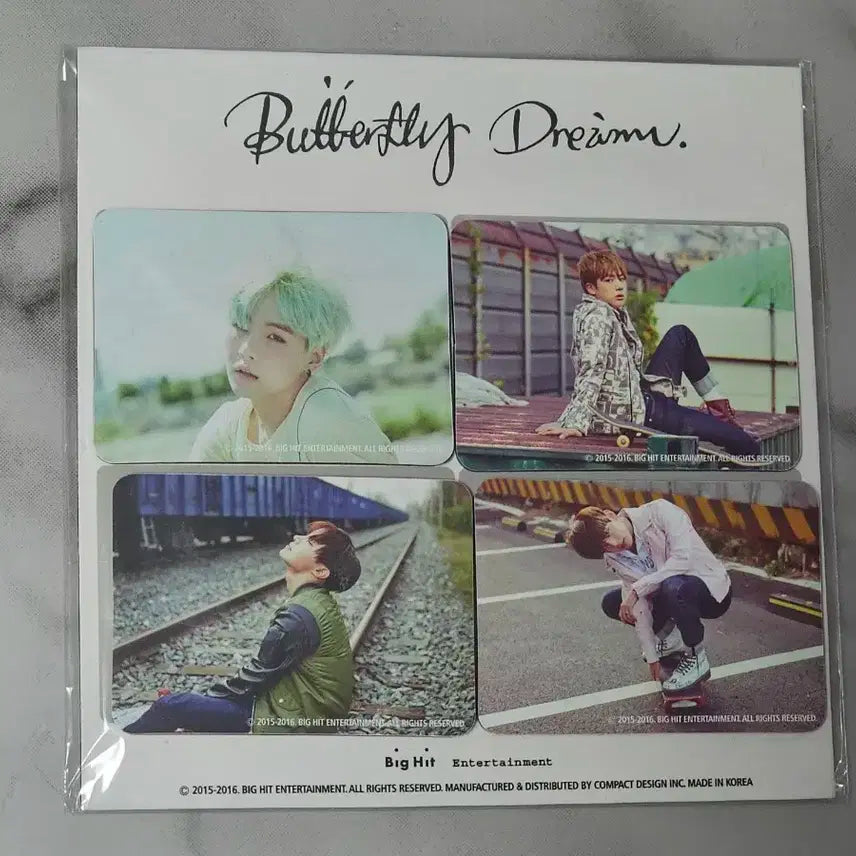 Butterfly Dream.
© 2015-2016. BIG HIT ENTERTAINMENT. ALL RIGHTS RESERVED.
© 2015-2016. BIG HIT ENTERTAINMENT. ALL RIGHTS RESERVED.
© 2015-2016. BIG HIT ENTERTAINMENT. ALL RIGHTS RESERVED.
© 2015-2016. BIG HIT ENTERTAINMENT. ALL RIGHTS RESERVED.
Big Hit Entertainment
© 2015-2016. BIG HIT ENTERTAINMENT. ALL RIGHTS RESERVED. MANUFACTURED & DISTRIBUTED BY COMPACT DESIGN INC. MADE IN KOREA